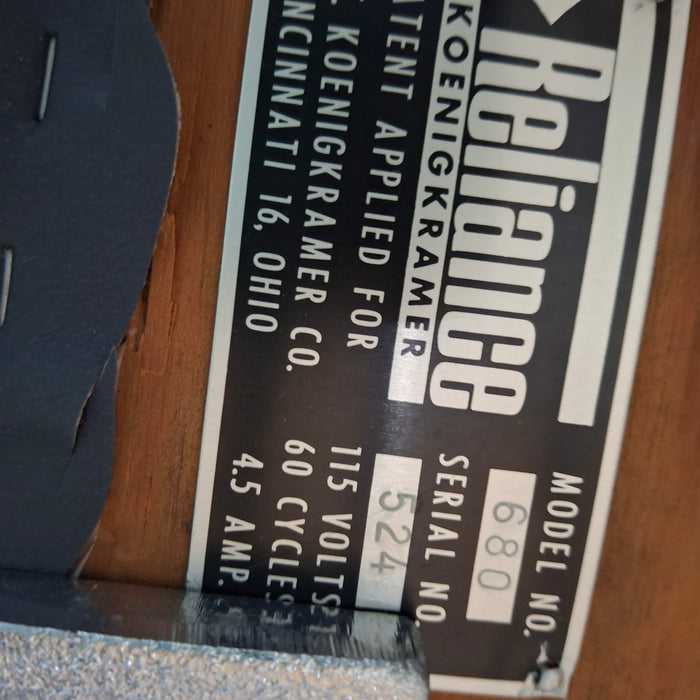 Reliance
KOENIGKRAMER
PATENT APPLIED FOR
KOENIGKRAMER CO.
CINCINNATI 16, OHIO
MODEL NO.
680
SERIAL NO.
524
115 VOLTS
60 CYCLES
4.5 AMP.